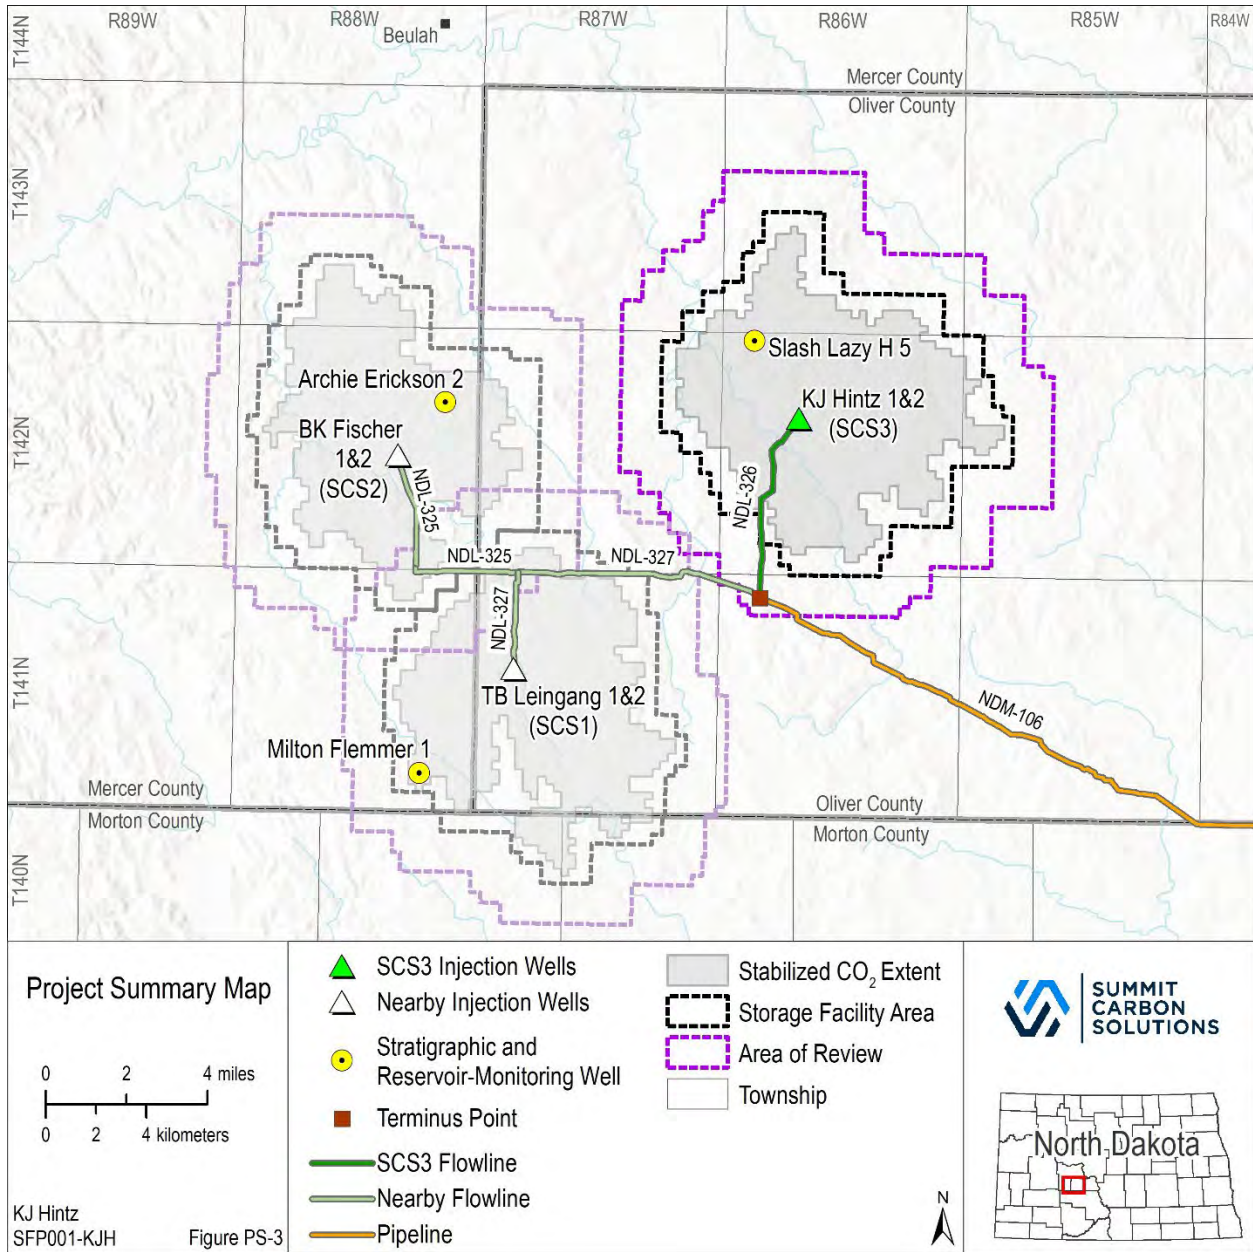 R89W
R88W
R87W
R86W
R85W
R84W
T144N
Beulah
Mercer County
Oliver County
T143N
Slash Lazy H 5
Archie Erickson 2
KJ Hintz 1&2
(SCS3)
T142N
BK Fischer
1&2
(SCS2)
NDL-325
NDL-326
NDL-325
NDL-327
NDL-327
T141N
TB Leingang 1&2
(SCS1)
NDM-106
Milton Flemmer 1
Mercer County
Morton County
Oliver County
Morton County
T140N
Project Summary Map
0 2 4 miles
0 2 4 kilometers
KJ Hintz
SFP001-KJH
Figure PS-3
SCS3 Injection Wells
Nearby Injection Wells
Stratigraphic and
Reservoir-Monitoring Well
Terminus Point
SCS3 Flowline
Nearby Flowline
Pipeline
Stabilized CO2 Extent
Storage Facility Area
Area of Review
Township
N
SUMMIT
CARBON
SOLUTIONS
North Dakota